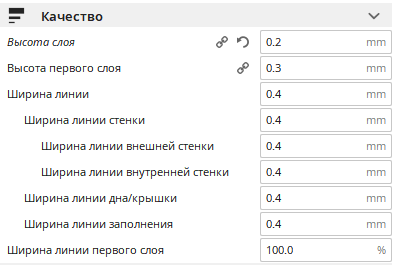 Качество
Высота слоя 0.2 mm
Высота первого слоя 0.3 mm
Ширина линии 0.4 mm
Ширина линии стенки 0.4 mm
Ширина линии внешней стенки 0.4 mm
Ширина линии внутренней стенки 0.4 mm
Ширина линии дна/крышки 0.4 mm
Ширина линии заполнения 0.4 mm
Ширина линии первого слоя 100.0 %